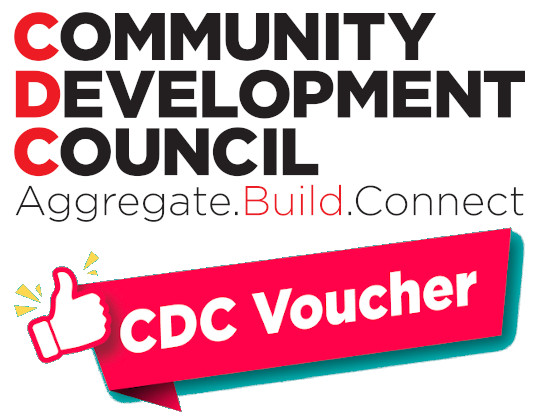 COMMUNITY
DEVELOPMENT
COUNCIL
Aggregate.Build.Connect
CDC Voucher